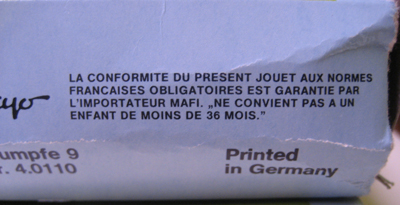 LA CONFORMITE DU PRESENT JOUET AUX NORMES
FRANCAISES OBLIGATOIRES EST GARANTIE PAR
L'IMPORTATEUR MAFI. „NE CONVIENT PAS A UN
ENFANT DE MOINS DE 36 MOIS.”
umpfe 9
r. 4.0110
Printed
in Germany